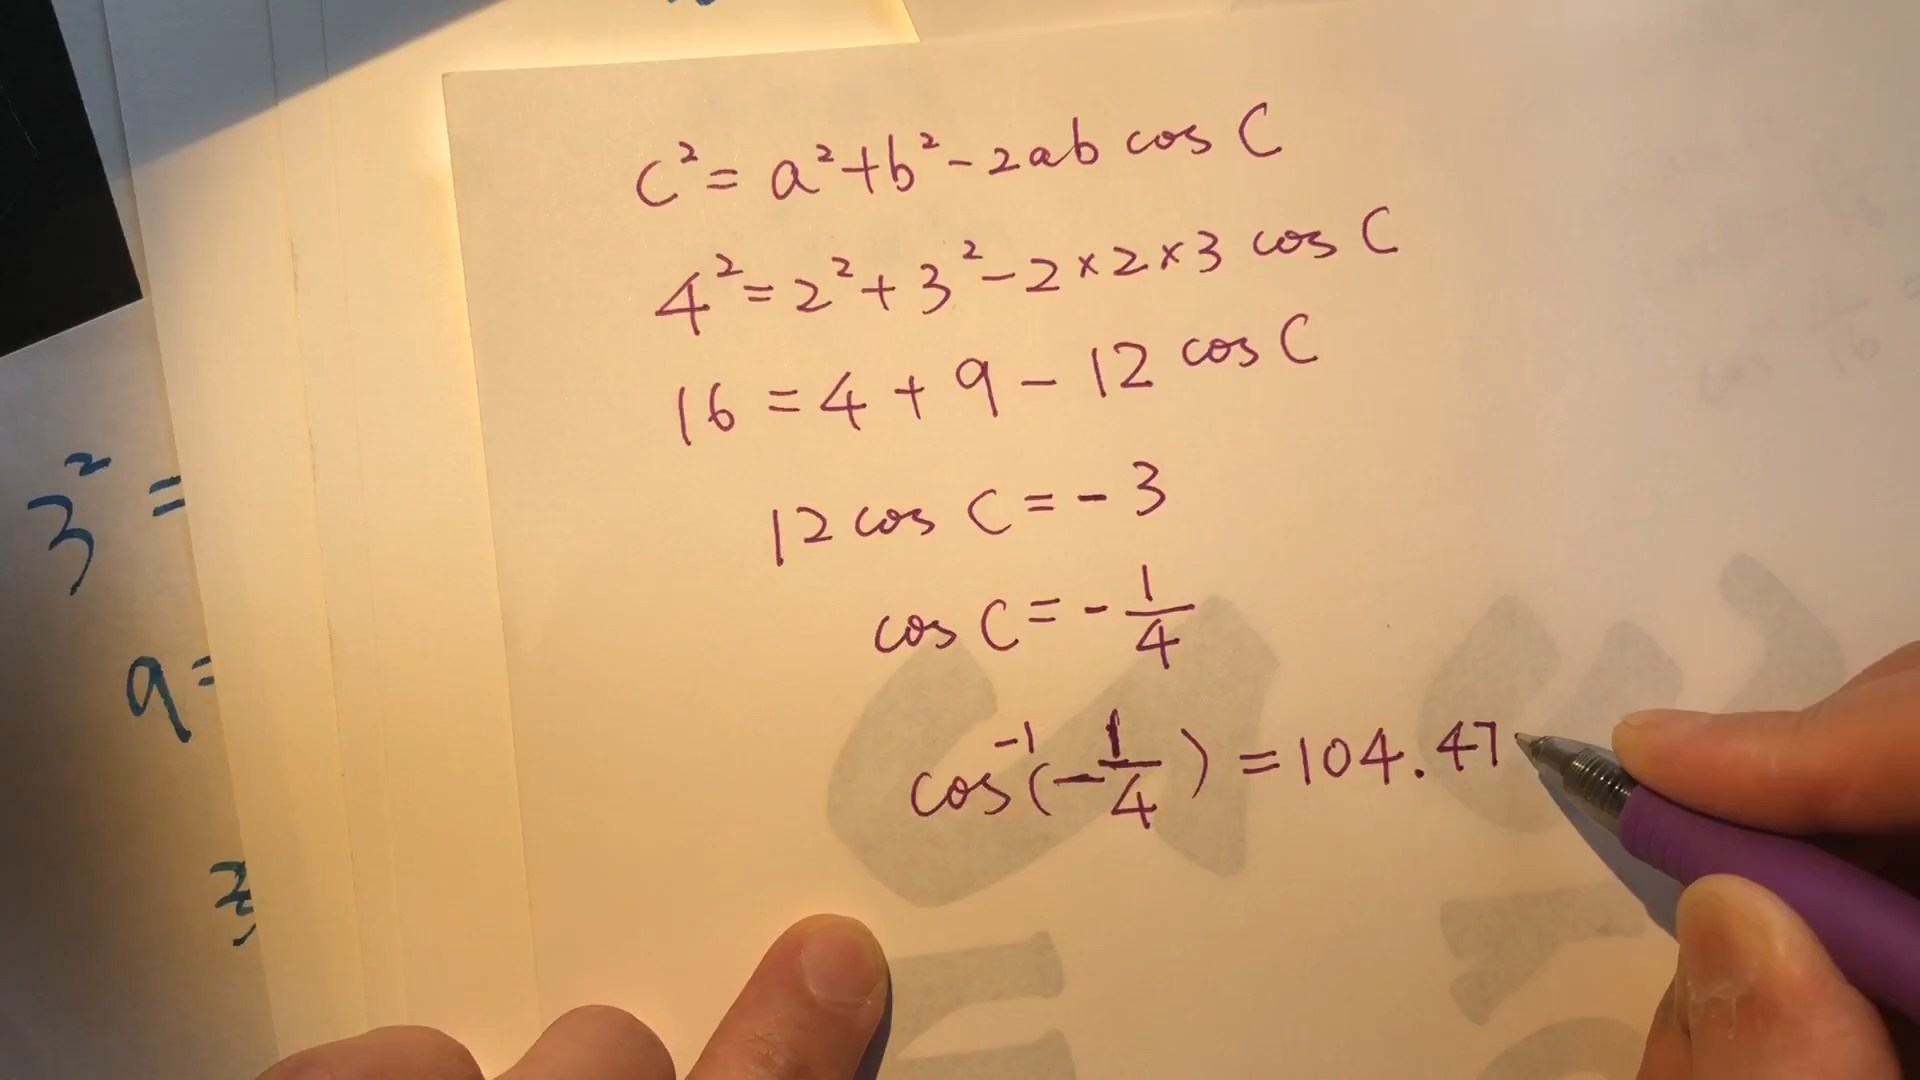 c² = a² + b² - 2ab cos C
4² = 2² + 3² - 2 × 2 × 3 cos C
16 = 4 + 9 - 12 cos C
12 cos C = - 3
cos C = - 1/4
cos⁻¹(- 1/4) = 104.47
3² =
9 =